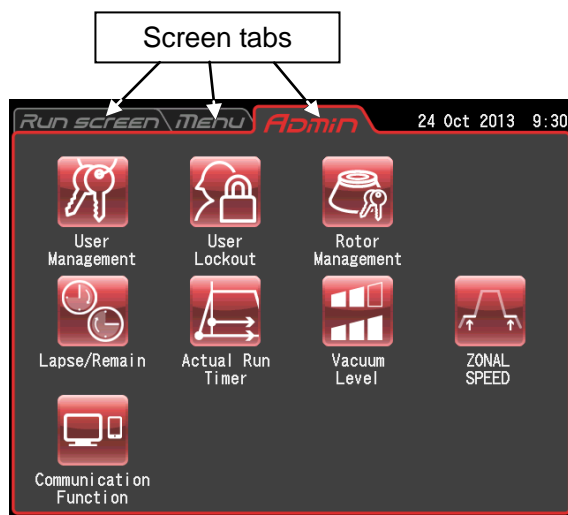 Screen tabs
Run screen Menu Admin 24 Oct 2013 9:30
User Management
User Lockout
Rotor Management
Lapse/Remain
Actual Run Timer
Vacuum Level
ZONAL SPEED
Communication Function